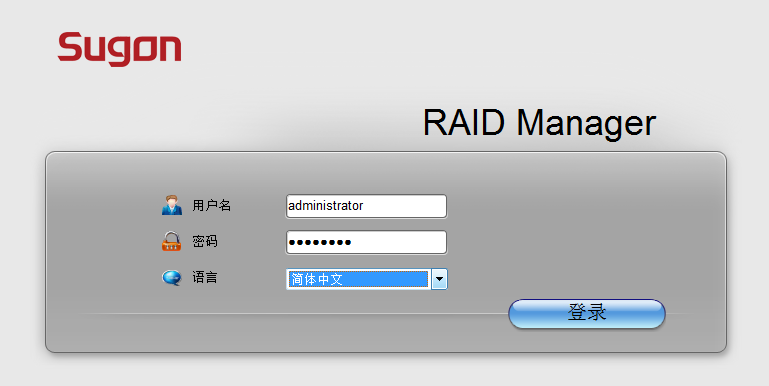 Sugon
RAID Manager
用户名 administrator
密码 ••••••••
语言 简体中文
登录